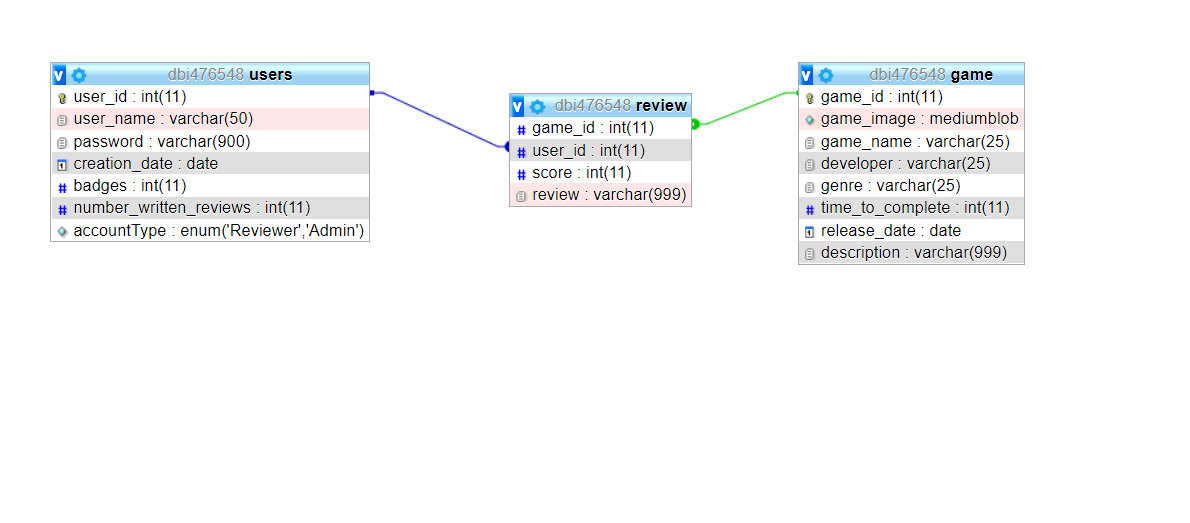 dbi476548 users
user_id : int(11)
user_name : varchar(50)
password : varchar(900)
creation_date : date
badges : int(11)
number_written_reviews : int(11)
accountType : enum('Reviewer','Admin')
dbi476548 review
game_id : int(11)
user_id : int(11)
score : int(11)
review : varchar(999)
dbi476548 game
game_id : int(11)
game_image : mediumblob
game_name : varchar(25)
developer : varchar(25)
genre : varchar(25)
time_to_complete : int(11)
release_date : date
description : varchar(999)